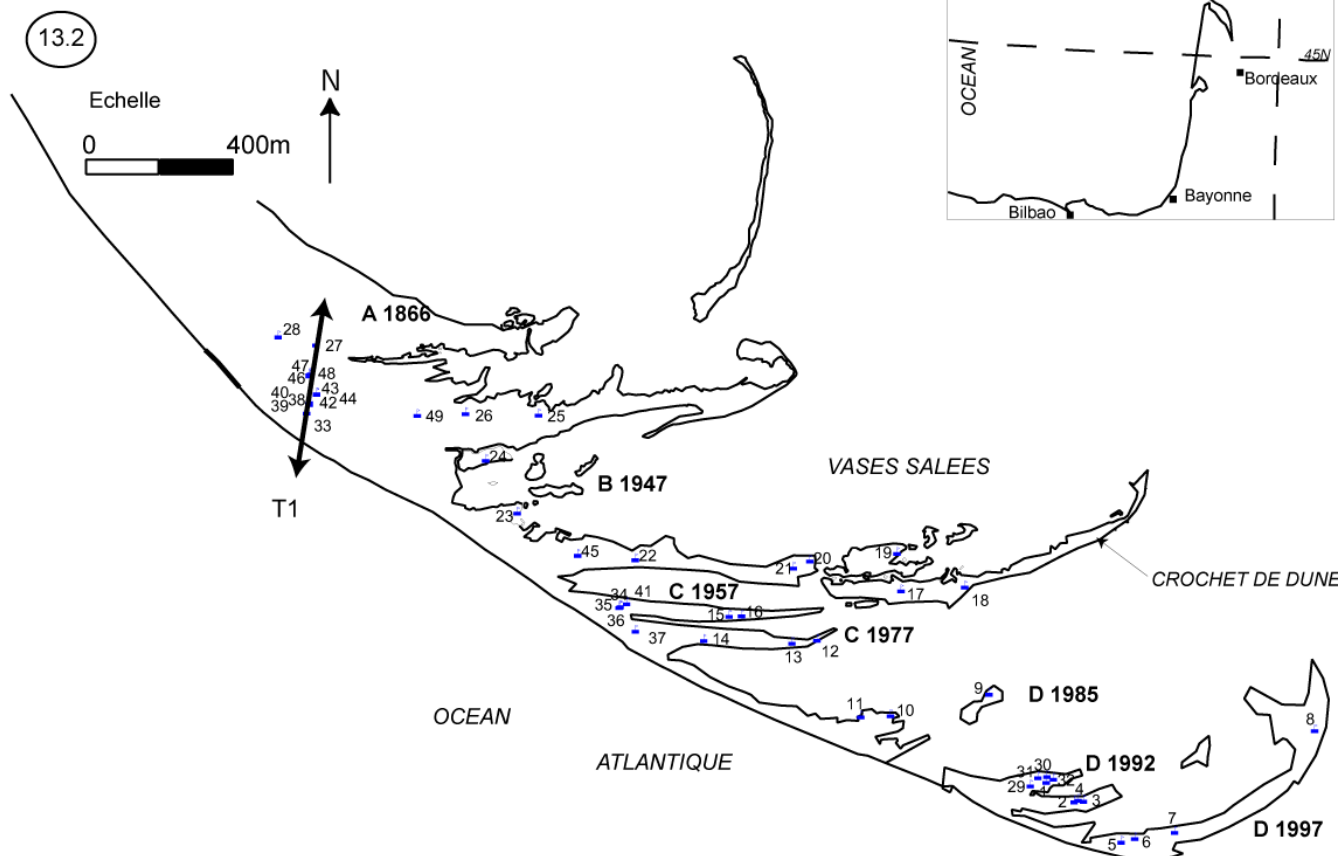 13.2
Echelle
0 400m
N
OCEAN
45N
Bordeaux
Bayonne
Bilbao
A 1866
28
27
47
46 48
43
40 38 42 44
39
33
49 26 25
T1
24
B 1947
VASES SALEES
23
45 22 21 20 19
CROCHET DE DUNE
C 1957
17 18
34 41
35
36
15 16
37 14 13 12
C 1977
9
D 1985
11 10
8
OCEAN
ATLANTIQUE
D 1992
31 30
29 32
4
2 3
D 1997
5 6 7